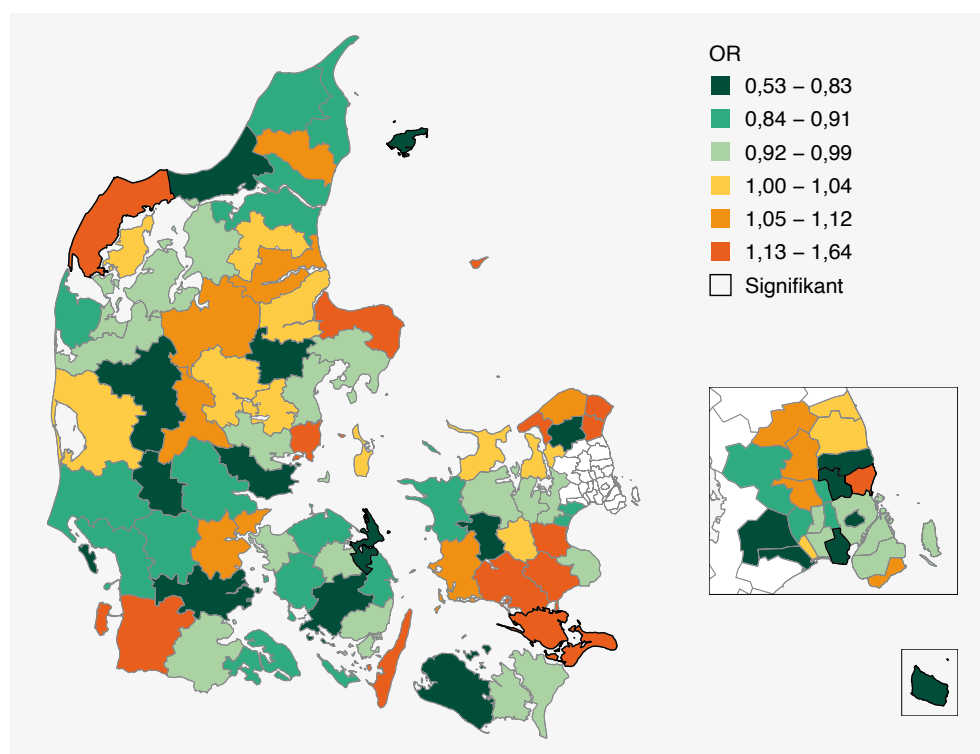 OR
0,53 – 0,83
0,84 – 0,91
0,92 – 0,99
1,00 – 1,04
1,05 – 1,12
1,13 – 1,64
Signifikant